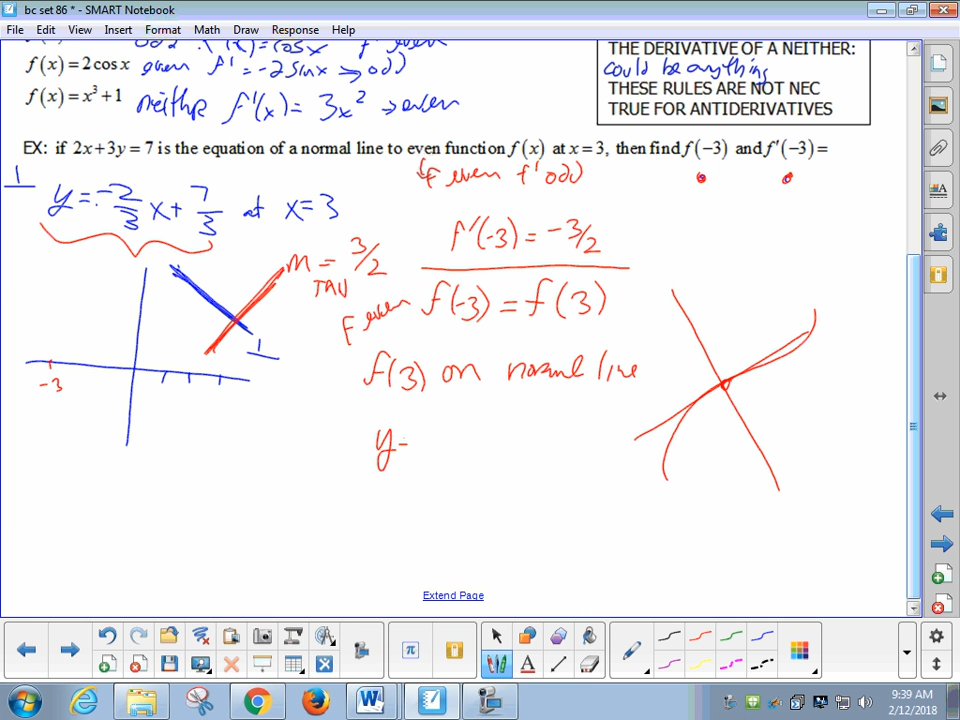 bc set 86 * - SMART Notebook
File Edit View Insert Format Math Response Help
f(x) = 2cosx even f' = -2 sinx → odd
f(x) = x³ + 1 neither f'(x) = 3x² → even
THE DERIVATIVE OF A NEITHER:
could be anything
THESE RULES ARE NOT NEC
TRUE FOR ANTIDERIVATIVES
EX: if 2x+3y = 7 is the equation of a normal line to even function f(x) at x = 3, then find f(-3) and f'(-3) =
f even f' odd
y = -2/3 x + 7/3 at x = 3
m = 3/2
TAN
f'(-3) = -3/2
f even f(-3) = f(3)
-3
f(3) on normal line
y-
Extend Page
9:39 AM
2/12/2018